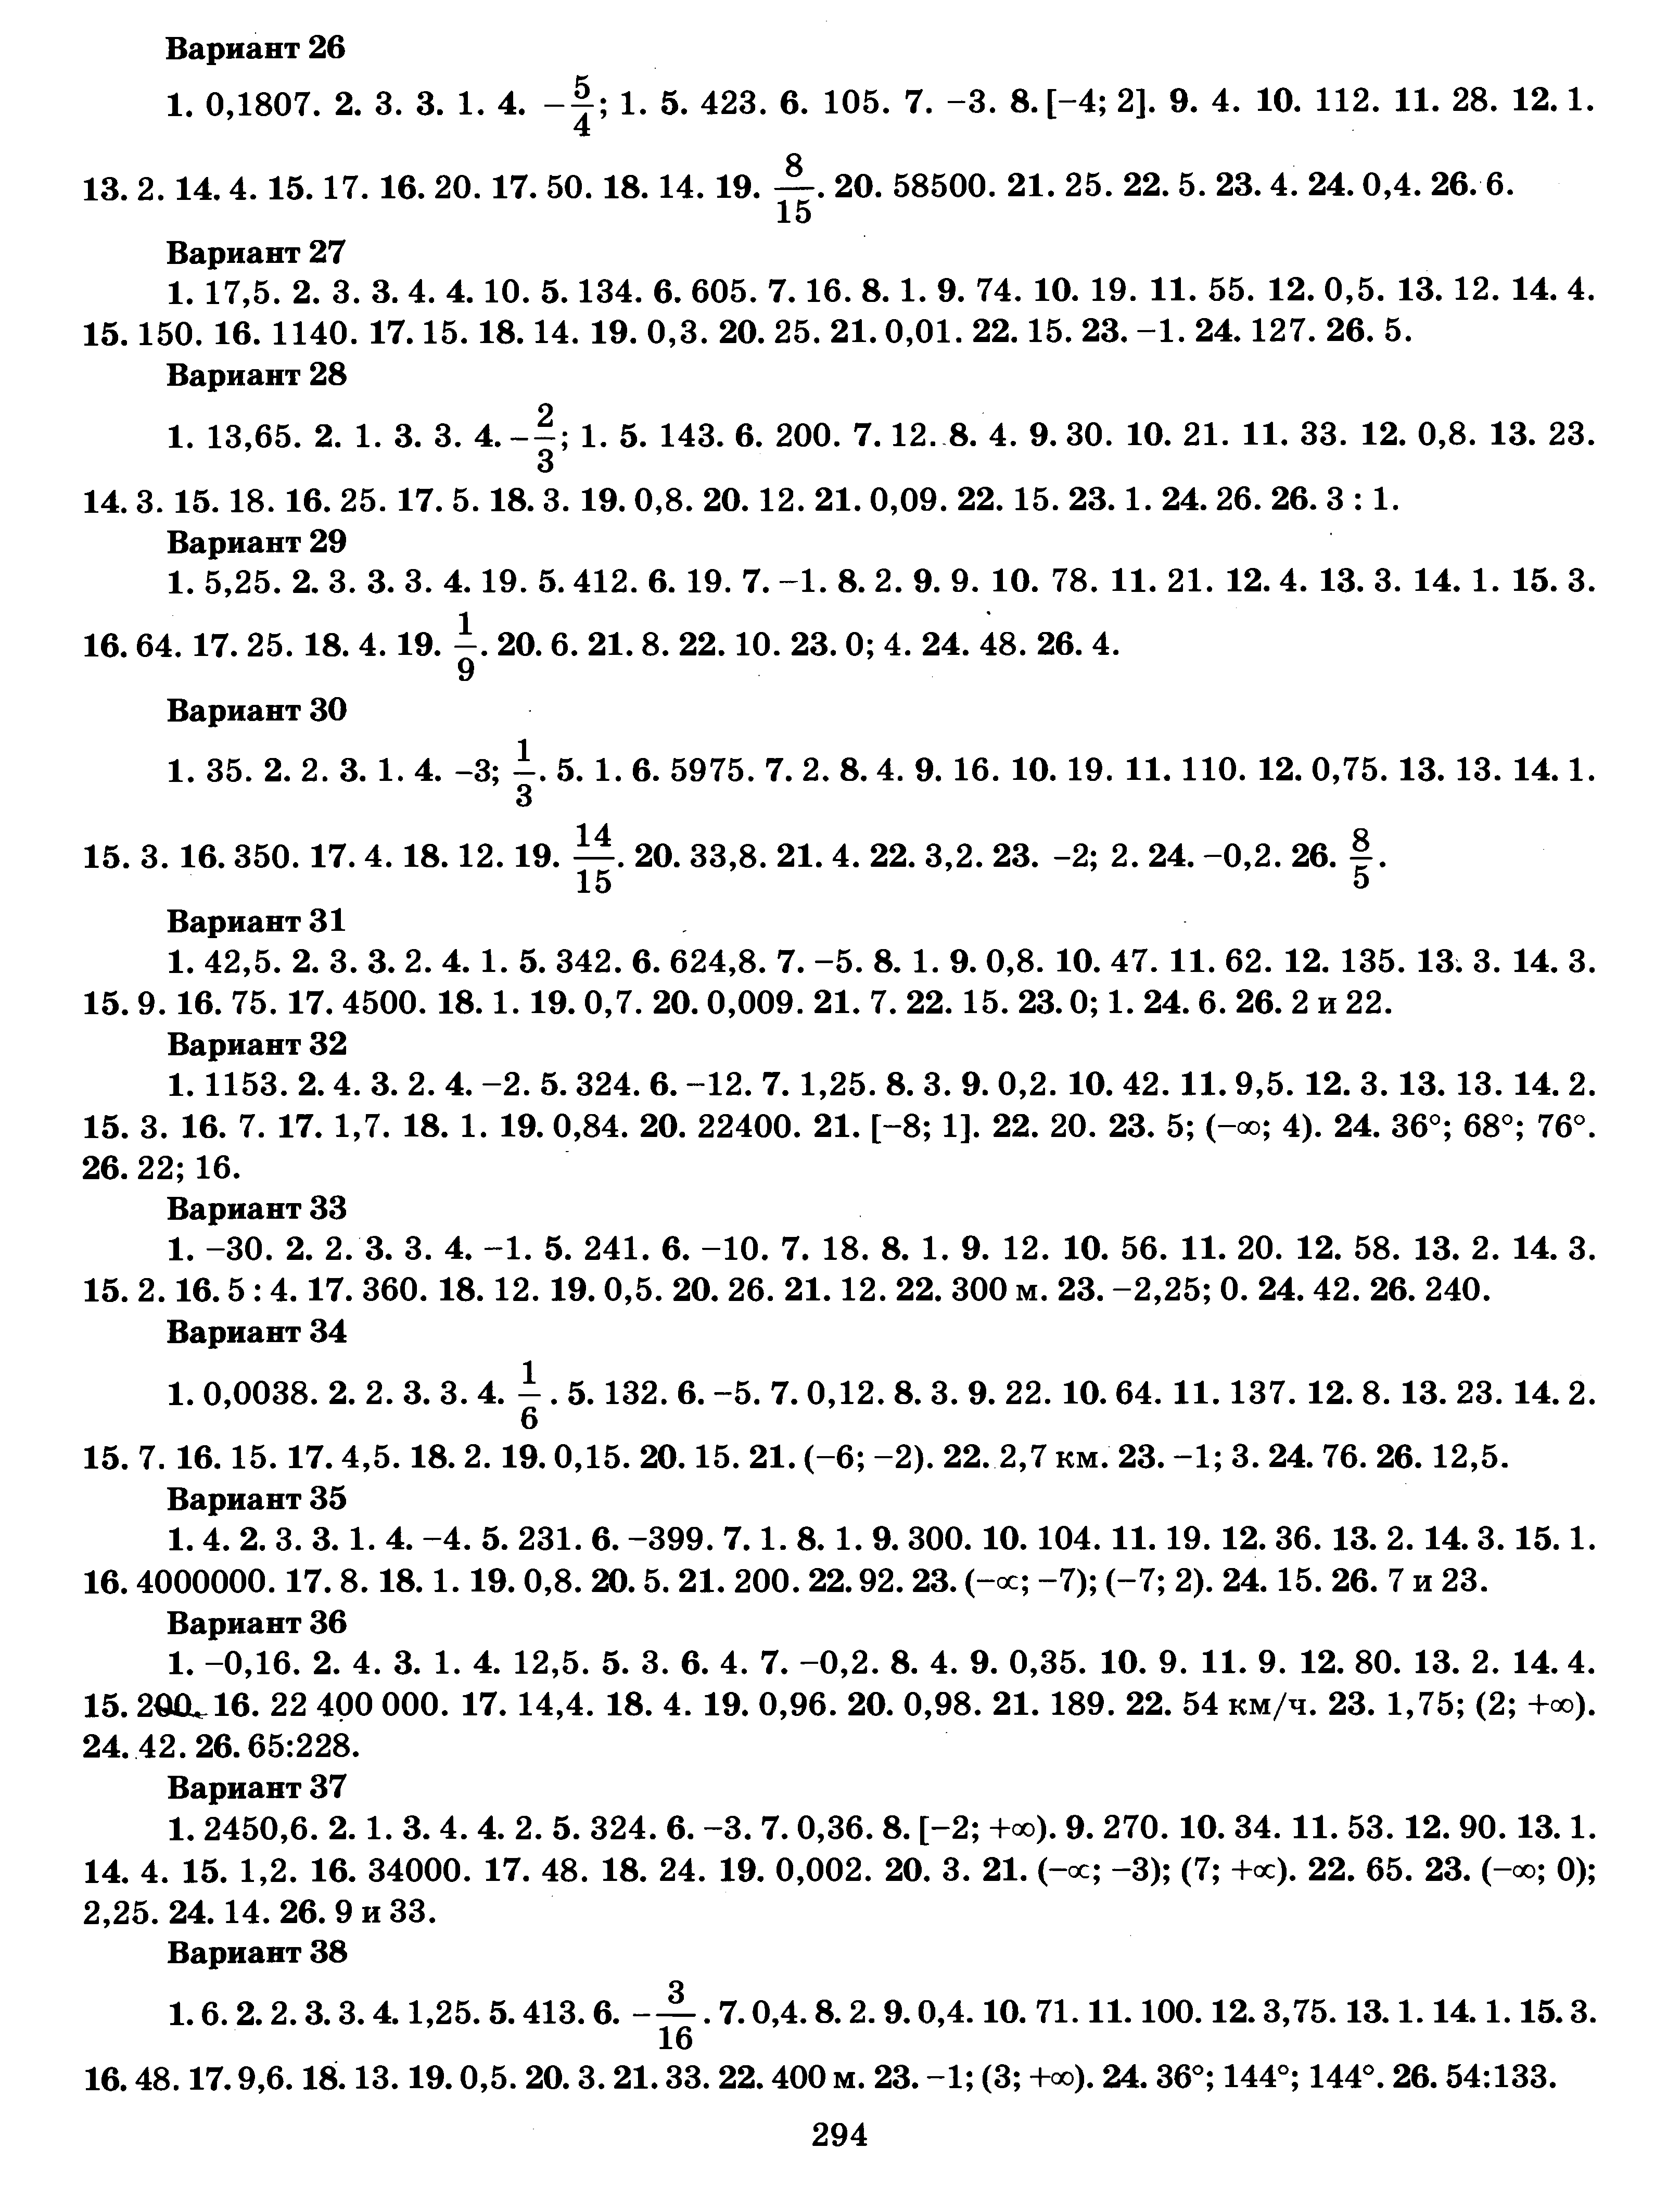 Вариант 26
1. 0,1807. 2. 3. 3. 1. 4. −5/4; 1. 5. 423. 6. 105. 7. −3. 8. [−4; 2]. 9. 4. 10. 112. 11. 28. 12. 1.
13. 2. 14. 4. 15. 17. 16. 20. 17. 50. 18. 14. 19. 8/15. 20. 58500. 21. 25. 22. 5. 23. 4. 24. 0,4. 26. 6.
Вариант 27
1. 17,5. 2. 3. 3. 4. 4. 10. 5. 134. 6. 605. 7. 16. 8. 1. 9. 74. 10. 19. 11. 55. 12. 0,5. 13. 12. 14. 4.
15. 150. 16. 1140. 17. 15. 18. 14. 19. 0,3. 20. 25. 21. 0,01. 22. 15. 23. −1. 24. 127. 26. 5.
Вариант 28
1. 13,65. 2. 1. 3. 3. 4. −2/3; 1. 5. 143. 6. 200. 7. 12. 8. 4. 9. 30. 10. 21. 11. 33. 12. 0,8. 13. 23.
14. 3. 15. 18. 16. 25. 17. 5. 18. 3. 19. 0,8. 20. 12. 21. 0,09. 22. 15. 23. 1. 24. 26. 26. 3 : 1.
Вариант 29
1. 5,25. 2. 3. 3. 3. 4. 19. 5. 412. 6. 19. 7. −1. 8. 2. 9. 9. 10. 78. 11. 21. 12. 4. 13. 3. 14. 1. 15. 3.
16. 64. 17. 25. 18. 4. 19. 1/9. 20. 6. 21. 8. 22. 10. 23. 0; 4. 24. 48. 26. 4.
Вариант 30
1. 35. 2. 2. 3. 1. 4. −3; 1/3. 5. 1. 6. 5975. 7. 2. 8. 4. 9. 16. 10. 19. 11. 110. 12. 0,75. 13. 13. 14. 1.
15. 3. 16. 350. 17. 4. 18. 12. 19. 14/15. 20. 33,8. 21. 4. 22. 3,2. 23. −2; 2. 24. −0,2. 26. 8/5.
Вариант 31
1. 42,5. 2. 3. 3. 2. 4. 1. 5. 342. 6. 624,8. 7. −5. 8. 1. 9. 0,8. 10. 47. 11. 62. 12. 135. 13. 3. 14. 3.
15. 9. 16. 75. 17. 4500. 18. 1. 19. 0,7. 20. 0,009. 21. 7. 22. 15. 23. 0; 1. 24. 6. 26. 2 и 22.
Вариант 32
1. 1153. 2. 4. 3. 2. 4. −2. 5. 324. 6. −12. 7. 1,25. 8. 3. 9. 0,2. 10. 42. 11. 9,5. 12. 3. 13. 13. 14. 2.
15. 3. 16. 7. 17. 1,7. 18. 1. 19. 0,84. 20. 22400. 21. [−8; 1]. 22. 20. 23. 5; (−∞; 4). 24. 36°; 68°; 76°.
26. 22; 16.
Вариант 33
1. −30. 2. 2. 3. 3. 4. −1. 5. 241. 6. −10. 7. 18. 8. 1. 9. 12. 10. 56. 11. 20. 12. 58. 13. 2. 14. 3.
15. 2. 16. 5 : 4. 17. 360. 18. 12. 19. 0,5. 20. 26. 21. 12. 22. 300 м. 23. −2,25; 0. 24. 42. 26. 240.
Вариант 34
1. 0,0038. 2. 2. 3. 3. 4. 1/6. 5. 132. 6. −5. 7. 0,12. 8. 3. 9. 22. 10. 64. 11. 137. 12. 8. 13. 23. 14. 2.
15. 7. 16. 15. 17. 4,5. 18. 2. 19. 0,15. 20. 15. 21. (−6; −2). 22. 2,7 км. 23. −1; 3. 24. 76. 26. 12,5.
Вариант 35
1. 4. 2. 3. 3. 1. 4. −4. 5. 231. 6. −399. 7. 1. 8. 1. 9. 300. 10. 104. 11. 19. 12. 36. 13. 2. 14. 3. 15. 1.
16. 4000000. 17. 8. 18. 1. 19. 0,8. 20. 5. 21. 200. 22. 92. 23. (−∞; −7); (−7; 2). 24. 15. 26. 7 и 23.
Вариант 36
1. −0,16. 2. 4. 3. 1. 4. 12,5. 5. 3. 6. 4. 7. −0,2. 8. 4. 9. 0,35. 10. 9. 11. 9. 12. 80. 13. 2. 14. 4.
15. 200. 16. 22 400 000. 17. 14,4. 18. 4. 19. 0,96. 20. 0,98. 21. 189. 22. 54 км/ч. 23. 1,75; (2; +∞).
24. 42. 26. 65:228.
Вариант 37
1. 2450,6. 2. 1. 3. 4. 4. 2. 5. 324. 6. −3. 7. 0,36. 8. [−2; +∞). 9. 270. 10. 34. 11. 53. 12. 90. 13. 1.
14. 4. 15. 1,2. 16. 34000. 17. 48. 18. 24. 19. 0,002. 20. 3. 21. (−∞; −3); (7; +∞). 22. 65. 23. (−∞; 0);
2,25. 24. 14. 26. 9 и 33.
Вариант 38
1. 6. 2. 2. 3. 3. 4. 1,25. 5. 413. 6. −3/16. 7. 0,4. 8. 2. 9. 0,4. 10. 71. 11. 100. 12. 3,75. 13. 1. 14. 1. 15. 3.
16. 48. 17. 9,6. 18. 13. 19. 0,5. 20. 3. 21. 33. 22. 400 м. 23. −1; (3; +∞). 24. 36°; 144°; 144°. 26. 54:133.
294